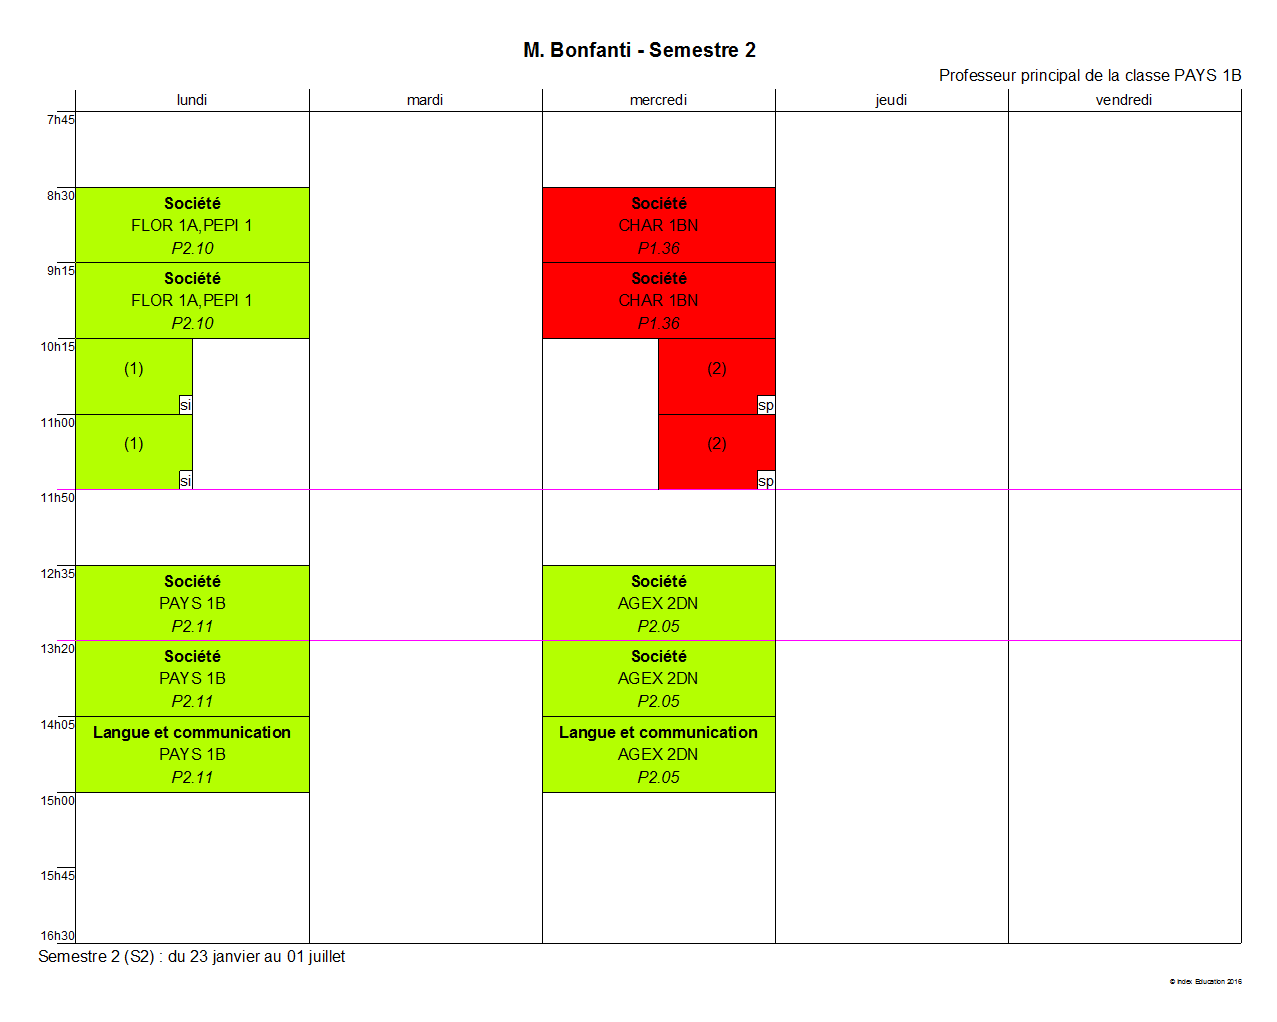 M. Bonfanti - Semestre 2
Professeur principal de la classe PAYS 1B
lundi mardi mercredi jeudi vendredi
7h45
8h30
Société
FLOR 1A,PEPI 1
P2.10
Société
CHAR 1BN
P1.36
9h15
Société
FLOR 1A,PEPI 1
P2.10
Société
CHAR 1BN
P1.36
10h15
(1)
si
(2)
sp
11h00
(1)
si
(2)
sp
11h50
12h35
Société
PAYS 1B
P2.11
Société
AGEX 2DN
P2.05
13h20
Société
PAYS 1B
P2.11
Société
AGEX 2DN
P2.05
14h05
Langue et communication
PAYS 1B
P2.11
Langue et communication
AGEX 2DN
P2.05
15h00
15h45
16h30
Semestre 2 (S2) : du 23 janvier au 01 juillet
© Index Education 2016